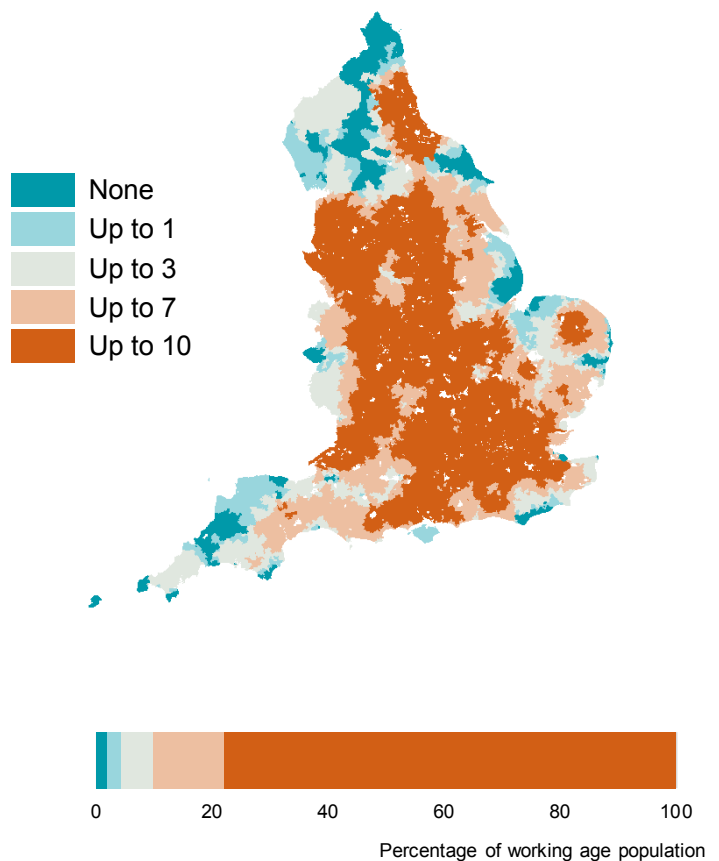 None
Up to 1
Up to 3
Up to 7
Up to 10
0 20 40 60 80 100
Percentage of working age population